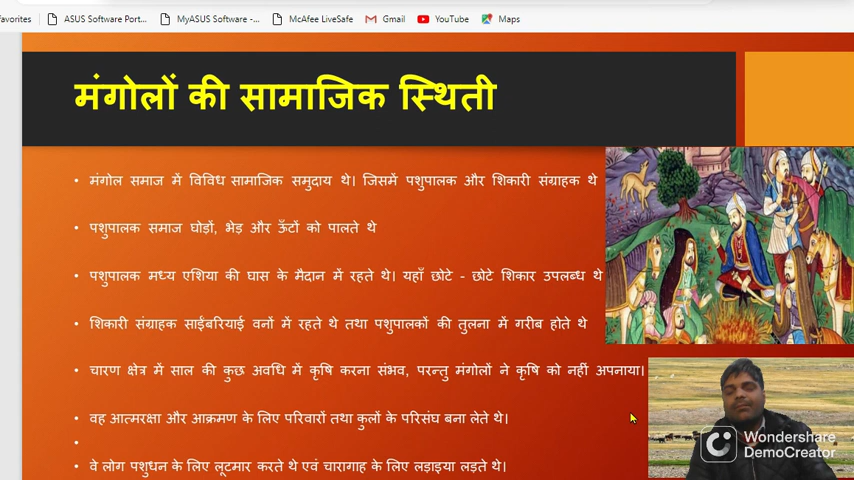 avorites ASUS Software Port... MyASUS Software -... McAfee LiveSafe Gmail YouTube Maps
मंगोलों की सामाजिक स्थिती
• मंगोल समाज में विविध सामाजिक समुदाय थे। जिसमें पशुपालक और शिकारी संग्राहक थे
• पशुपालक समाज घोड़ों, भेड़ और ऊँटों को पालते थे
• पशुपालक मध्य एशिया की घास के मैदान में रहते थे। यहाँ छोटे - छोटे शिकार उपलब्ध थे
• शिकारी संग्राहक साईबरियाई वनों में रहते थे तथा पशुपालकों की तुलना में गरीब होते थे
• चारण क्षेत्र में साल की कुछ अवधि में कृषि करना संभव, परन्तु मंगोलों ने कृषि को नहीं अपनाया।
• वह आत्मरक्षा और आक्रमण के लिए परिवारों तथा कुलों के परिसंघ बना लेते थे।
•
• वे लोग पशुधन के लिए लूटमार करते थे एवं चारागाह के लिए लड़ाइया लड़ते थे।
Wondershare
DemoCreator